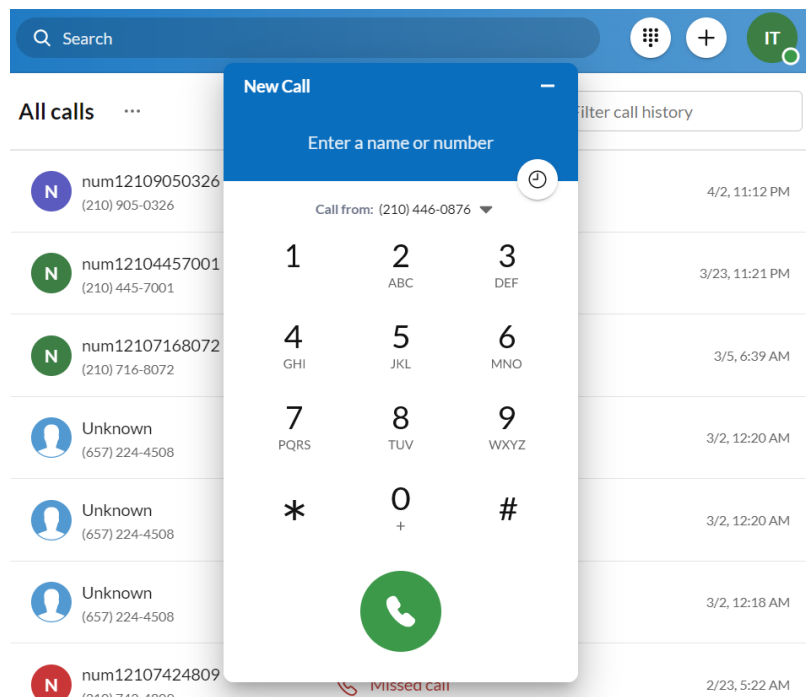 Search
IT
New Call
All calls ...
Filter call history
Enter a name or number
N num12109050326
(210) 905-0326
4/2, 11:12 PM
Call from: (210) 446-0876
N num12104457001
(210) 445-7001
3/23, 11:21 PM
N num12107168072
(210) 716-8072
3/5, 6:39 AM
Unknown
(657) 224-4508
3/2, 12:20 AM
Unknown
(657) 224-4508
3/2, 12:20 AM
Unknown
(657) 224-4508
3/2, 12:18 AM
N num12107424809
Missed call
2/23, 5:22 AM
1 2 3
ABC DEF
4 5 6
GHI JKL MNO
7 8 9
PQRS TUV WXYZ
* 0 #
+